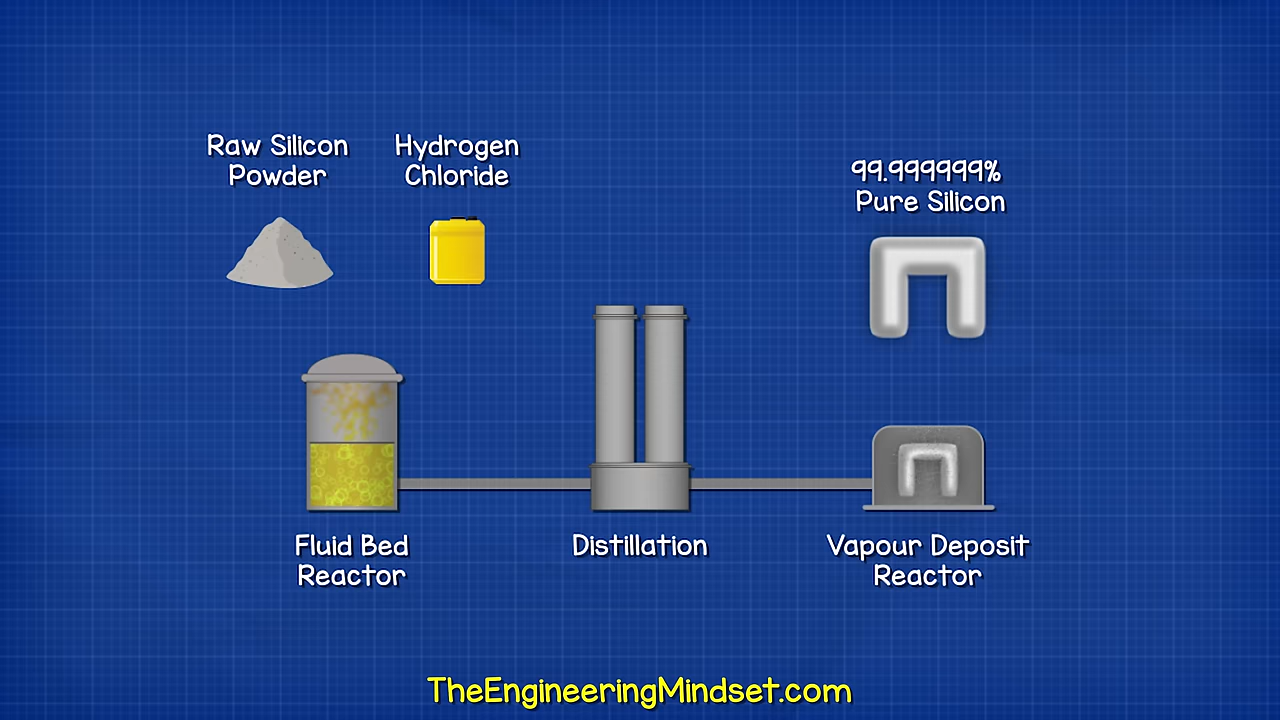 Raw Silicon
Powder
Hydrogen
Chloride
99.999999%
Pure Silicon
Fluid Bed
Reactor
Distillation
Vapour Deposit
Reactor
TheEngineeringMindset.com